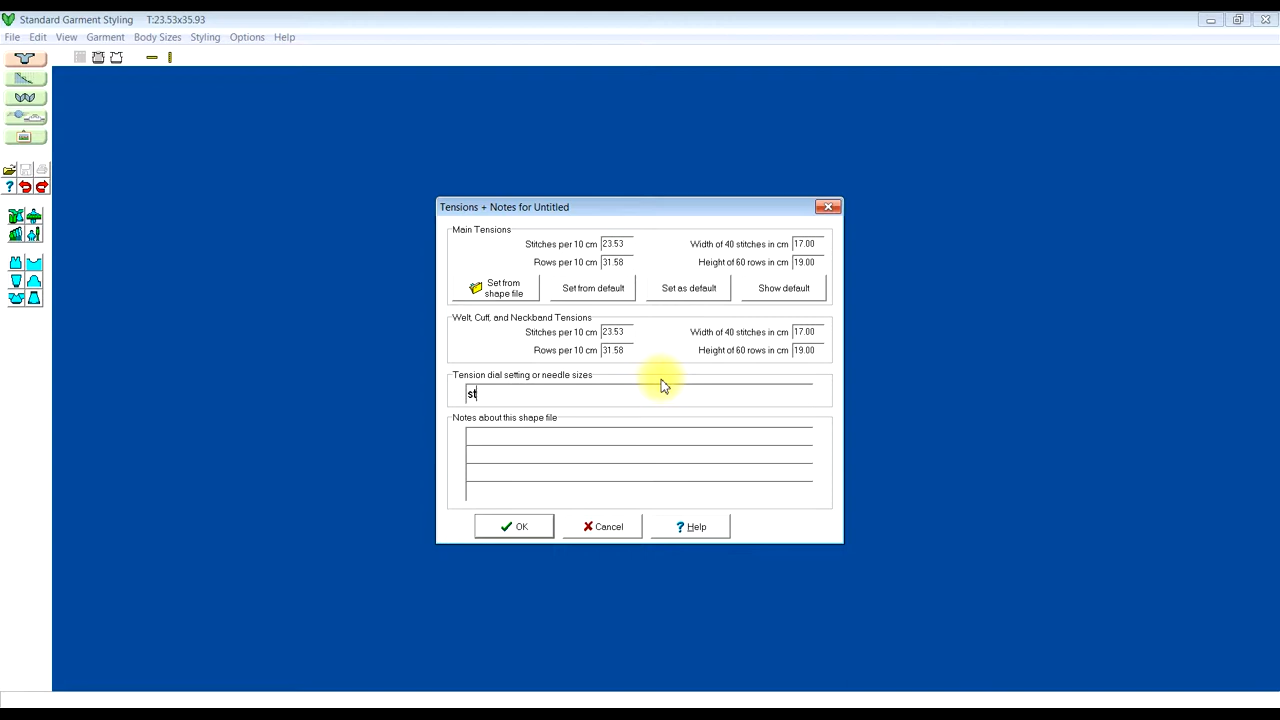 Standard Garment Styling T:23.53x35.93
File Edit View Garment Body Sizes Styling Options Help
Tensions + Notes for Untitled
Main Tensions
Stitches per 10 cm 23.53 Width of 40 stitches in cm 17.00
Rows per 10 cm 31.58 Height of 60 rows in cm 19.00
Set from
shape file
Set from default Set as default Show default
Welt, Cuff, and Neckband Tensions
Stitches per 10 cm 23.53 Width of 40 stitches in cm 17.00
Rows per 10 cm 31.58 Height of 60 rows in cm 19.00
Tension dial setting or needle sizes
st
Notes about this shape file
OK Cancel ? Help